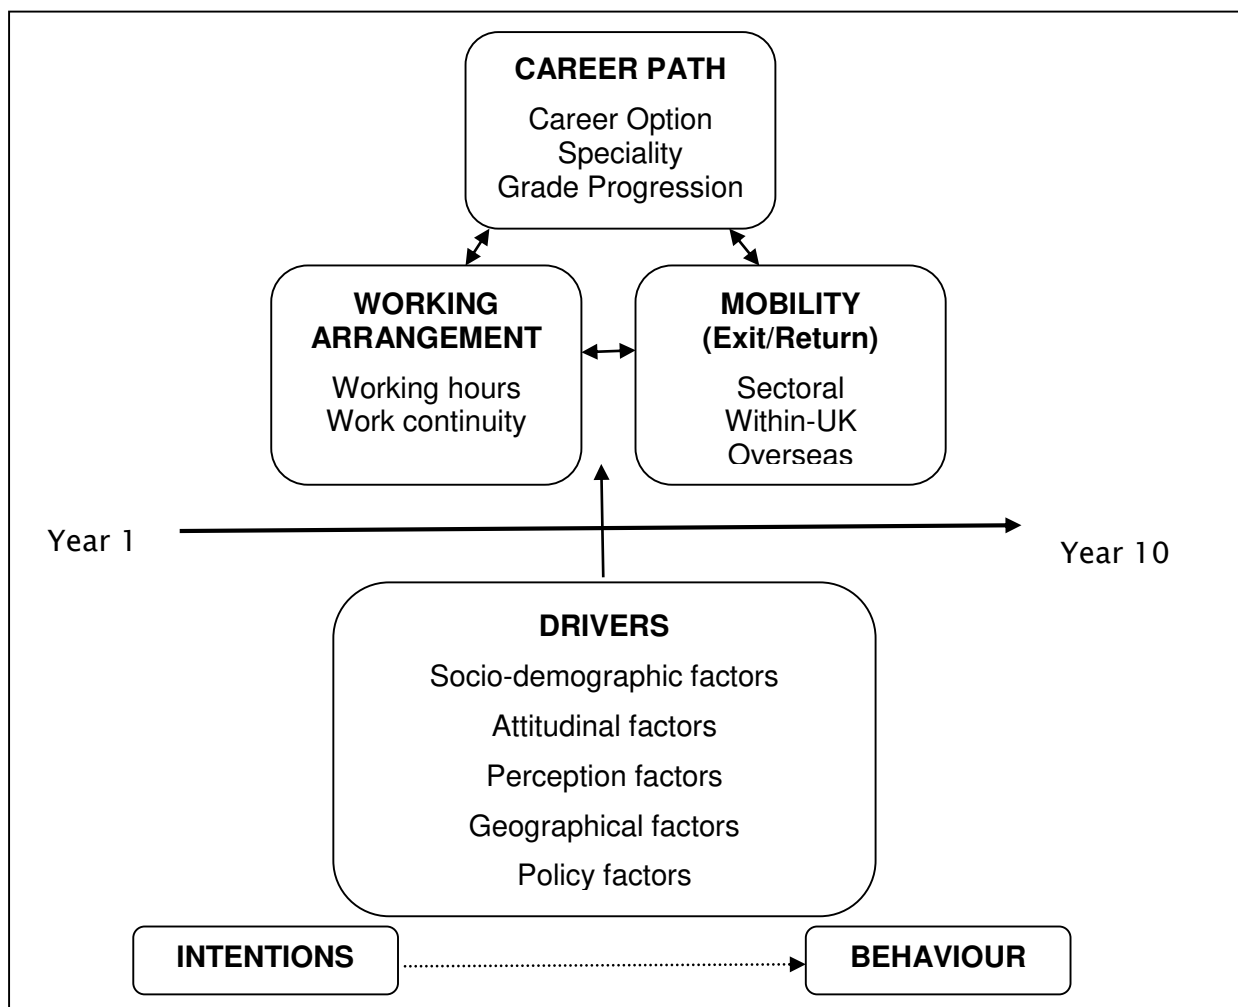 CAREER PATH
Career Option
Speciality
Grade Progression
WORKING
ARRANGEMENT
Working hours
Work continuity
MOBILITY
(Exit/Return)
Sectoral
Within-UK
Overseas
Year 1
Year 10
DRIVERS
Socio-demographic factors
Attitudinal factors
Perception factors
Geographical factors
Policy factors
INTENTIONS
BEHAVIOUR